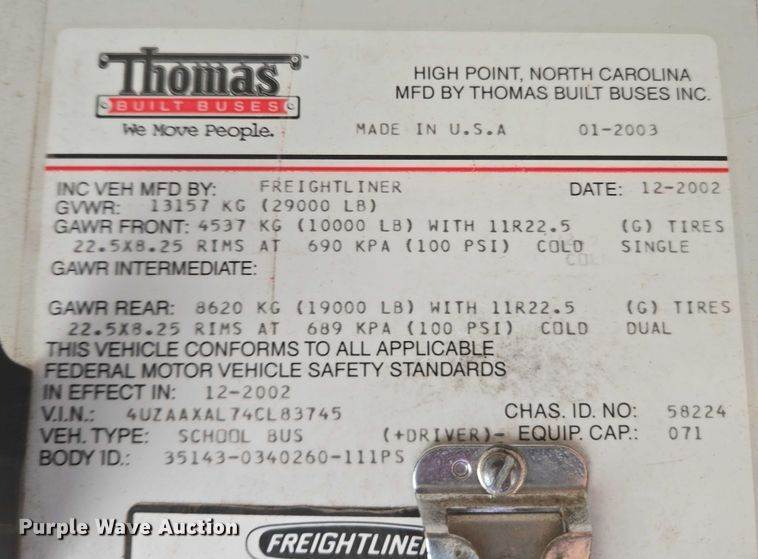 Thomas
BUILT BUSES
We Move People.
HIGH POINT, NORTH CAROLINA
MFD BY THOMAS BUILT BUSES INC.
MADE IN U.S.A 01-2003
INC VEH MFD BY: FREIGHTLINER DATE: 12-2002
GVWR: 13157 KG (29000 LB)
GAWR FRONT: 4537 KG (10000 LB) WITH 11R22.5 (G) TIRES
22.5X8.25 RIMS AT 690 KPA (100 PSI) COLD SINGLE
GAWR INTERMEDIATE:
GAWR REAR: 8620 KG (19000 LB) WITH 11R22.5 (G) TIRES
22.5X8.25 RIMS AT 689 KPA (100 PSI) COLD DUAL
THIS VEHICLE CONFORMS TO ALL APPLICABLE
FEDERAL MOTOR VEHICLE SAFETY STANDARDS
IN EFFECT IN: 12-2002
V.I.N.: 4UZAAXAL74CL83745 CHAS. ID. NO: 58224
VEH. TYPE: SCHOOL BUS (+DRIVER)- EQUIP. CAP.: 071
BODY ID.: 35143-0340260-111PS
Purple Wave Auction
FREIGHTLINE